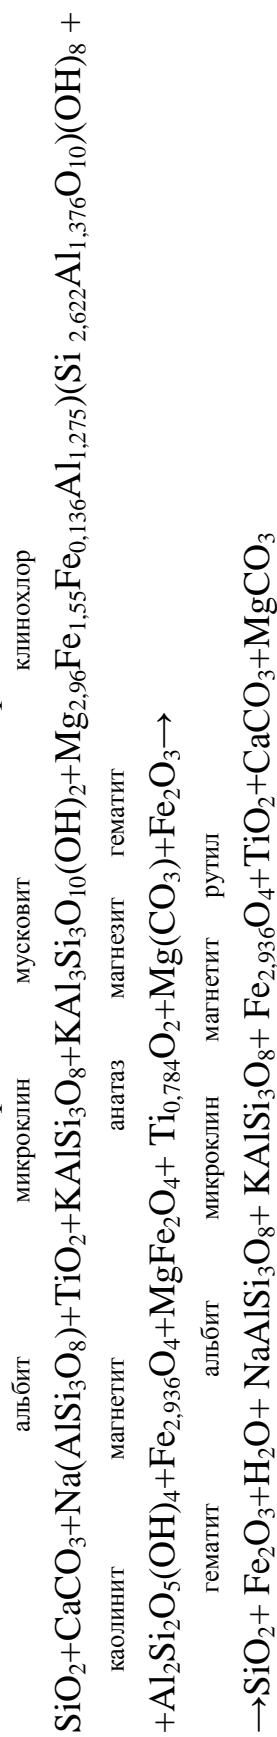 альбит микроклин мусковит клинохлор
SiO₂+CaCO₃+Na(AlSi₃O₈)+TiO₂+KAlSi₃O₈+KAl₃Si₃O₁₀(OH)₂+Mg₂,₉₆Fe₁,₅₅Fe₀,₁₃₆Al₁,₂₇₅)(Si ₂,₆₂₂Al₁,₃₇₆O₁₀)(OH)₈ +
каолинит магнетит анатаз магнезит гематит
+Al₂Si₂O₅(OH)₄+Fe₂,₉₃₆O₄+MgFe₂O₄+ Ti₀,₇₈₄O₂+Mg(CO₃)+Fe₂O₃→
гематит альбит микроклин магнетит рутил
→SiO₂+ Fe₂O₃+H₂O+ NaAlSi₃O₈+ KAlSi₃O₈+ Fe₂,₉₃₆O₄+TiO₂+CaCO₃+MgCO₃